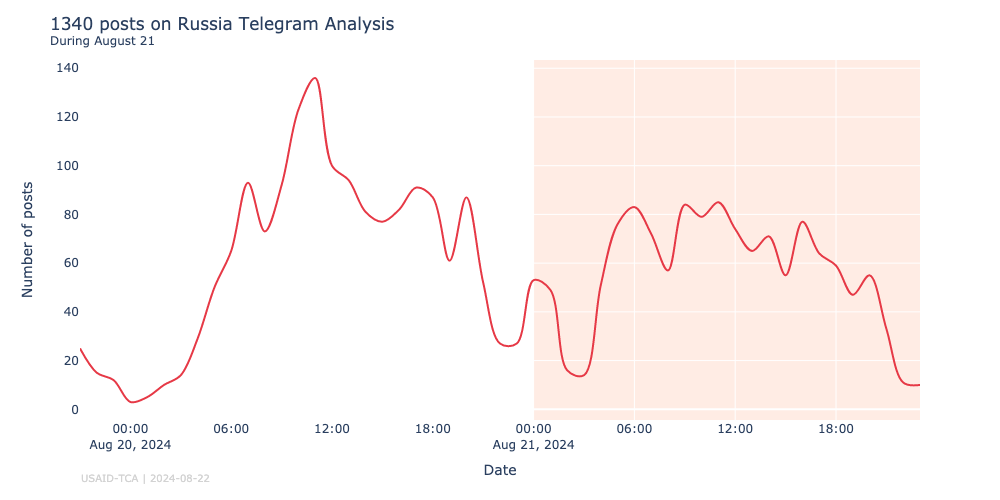 1340 posts on Russia Telegram Analysis
During August 21
140
120
100
80
60
40
20
0
Number of posts
00:00 06:00 12:00 18:00 00:00 06:00 12:00 18:00
Aug 20, 2024 Aug 21, 2024
Date
USAID-TCA | 2024-08-22